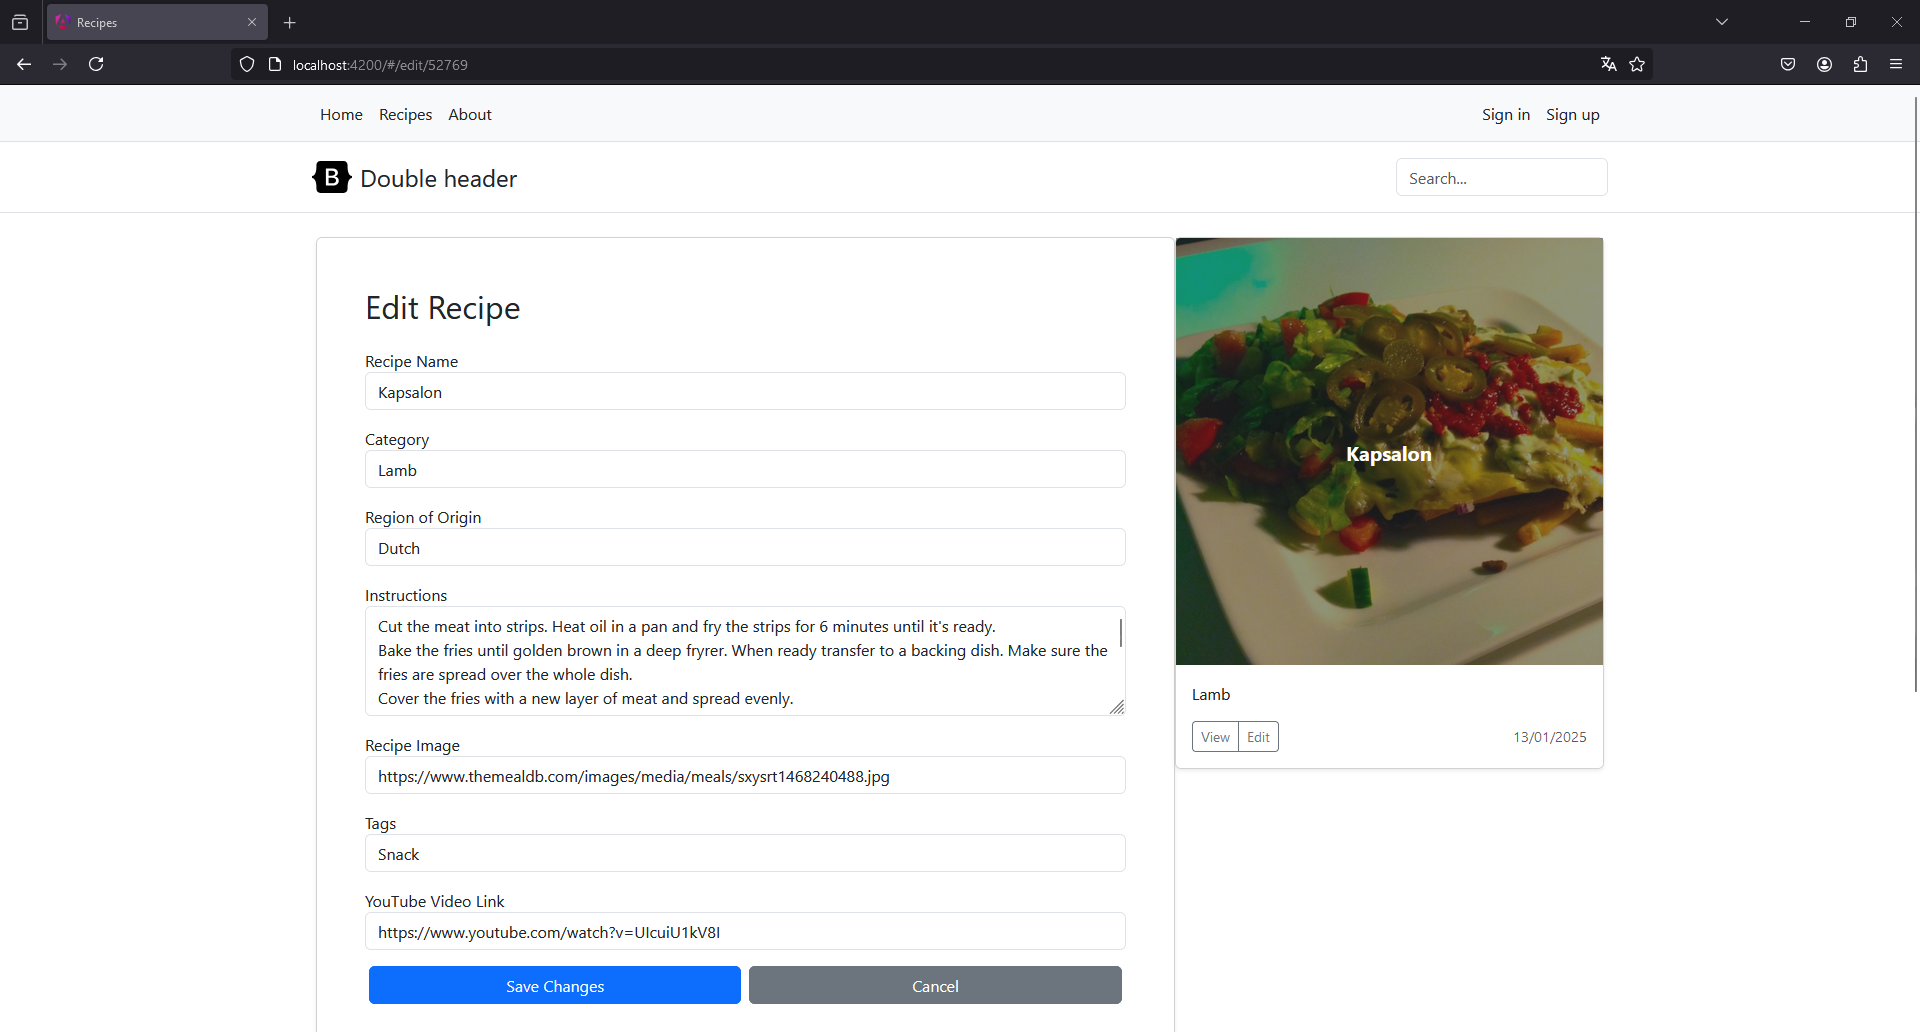 Recipes
localhost:4200/#/edit/52769
Home Recipes About Sign in Sign up
B Double header
Search...
Edit Recipe
Recipe Name
Kapsalon
Category
Lamb
Region of Origin
Dutch
Instructions
Cut the meat into strips. Heat oil in a pan and fry the strips for 6 minutes until it's ready.
Bake the fries until golden brown in a deep fryrer. When ready transfer to a backing dish. Make sure the
fries are spread over the whole dish.
Cover the fries with a new layer of meat and spread evenly.
Recipe Image
https://www.themealdb.com/images/media/meals/sxysrt1468240488.jpg
Tags
Snack
YouTube Video Link
https://www.youtube.com/watch?v=UIcuiU1kV8I
Save Changes Cancel
Kapsalon
Lamb
View Edit 13/01/2025